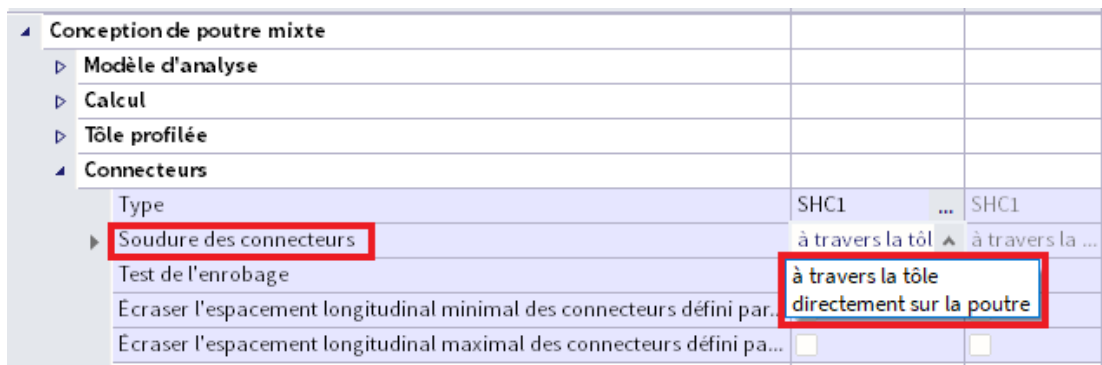 Conception de poutre mixte
Modèle d'analyse
Calcul
Tôle profilée
Connecteurs
Type SHC1 ... SHC1
Soudure des connecteurs à travers la tôl à travers la ...
Test de l'enrobage
à travers la tôle
directement sur la poutre
Écraser l'espacement longitudinal minimal des connecteurs défini par...
Écraser l'espacement longitudinal maximal des connecteurs défini pa...